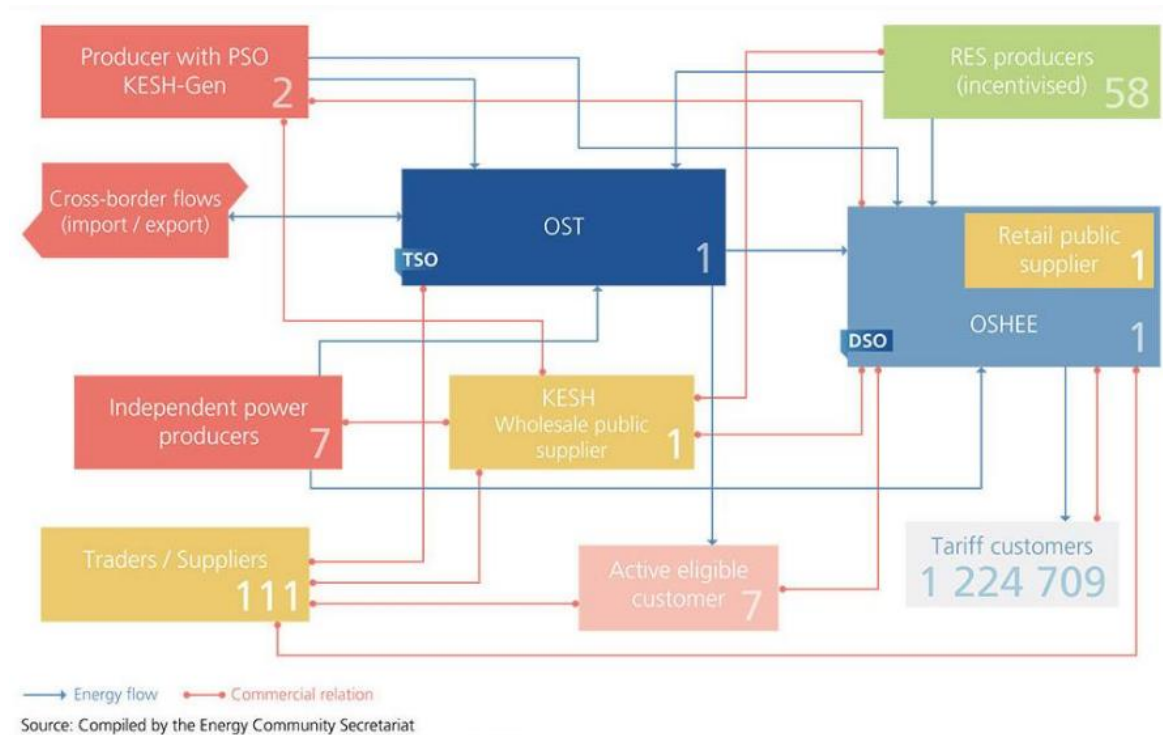 Producer with PSO
KESH-Gen
2
RES producers
(incentivised)
58
Cross-border flows
(import / export)
OST
TSO
1
Retail public
supplier
1
OSHEE
DSO
1
Independent power
producers
7
KESH
Wholesale public
supplier
1
Traders / Suppliers
111
Active eligible
customer
7
Tariff customers
1 224 709
Energy flow
Commercial relation
Source: Compiled by the Energy Community Secretariat